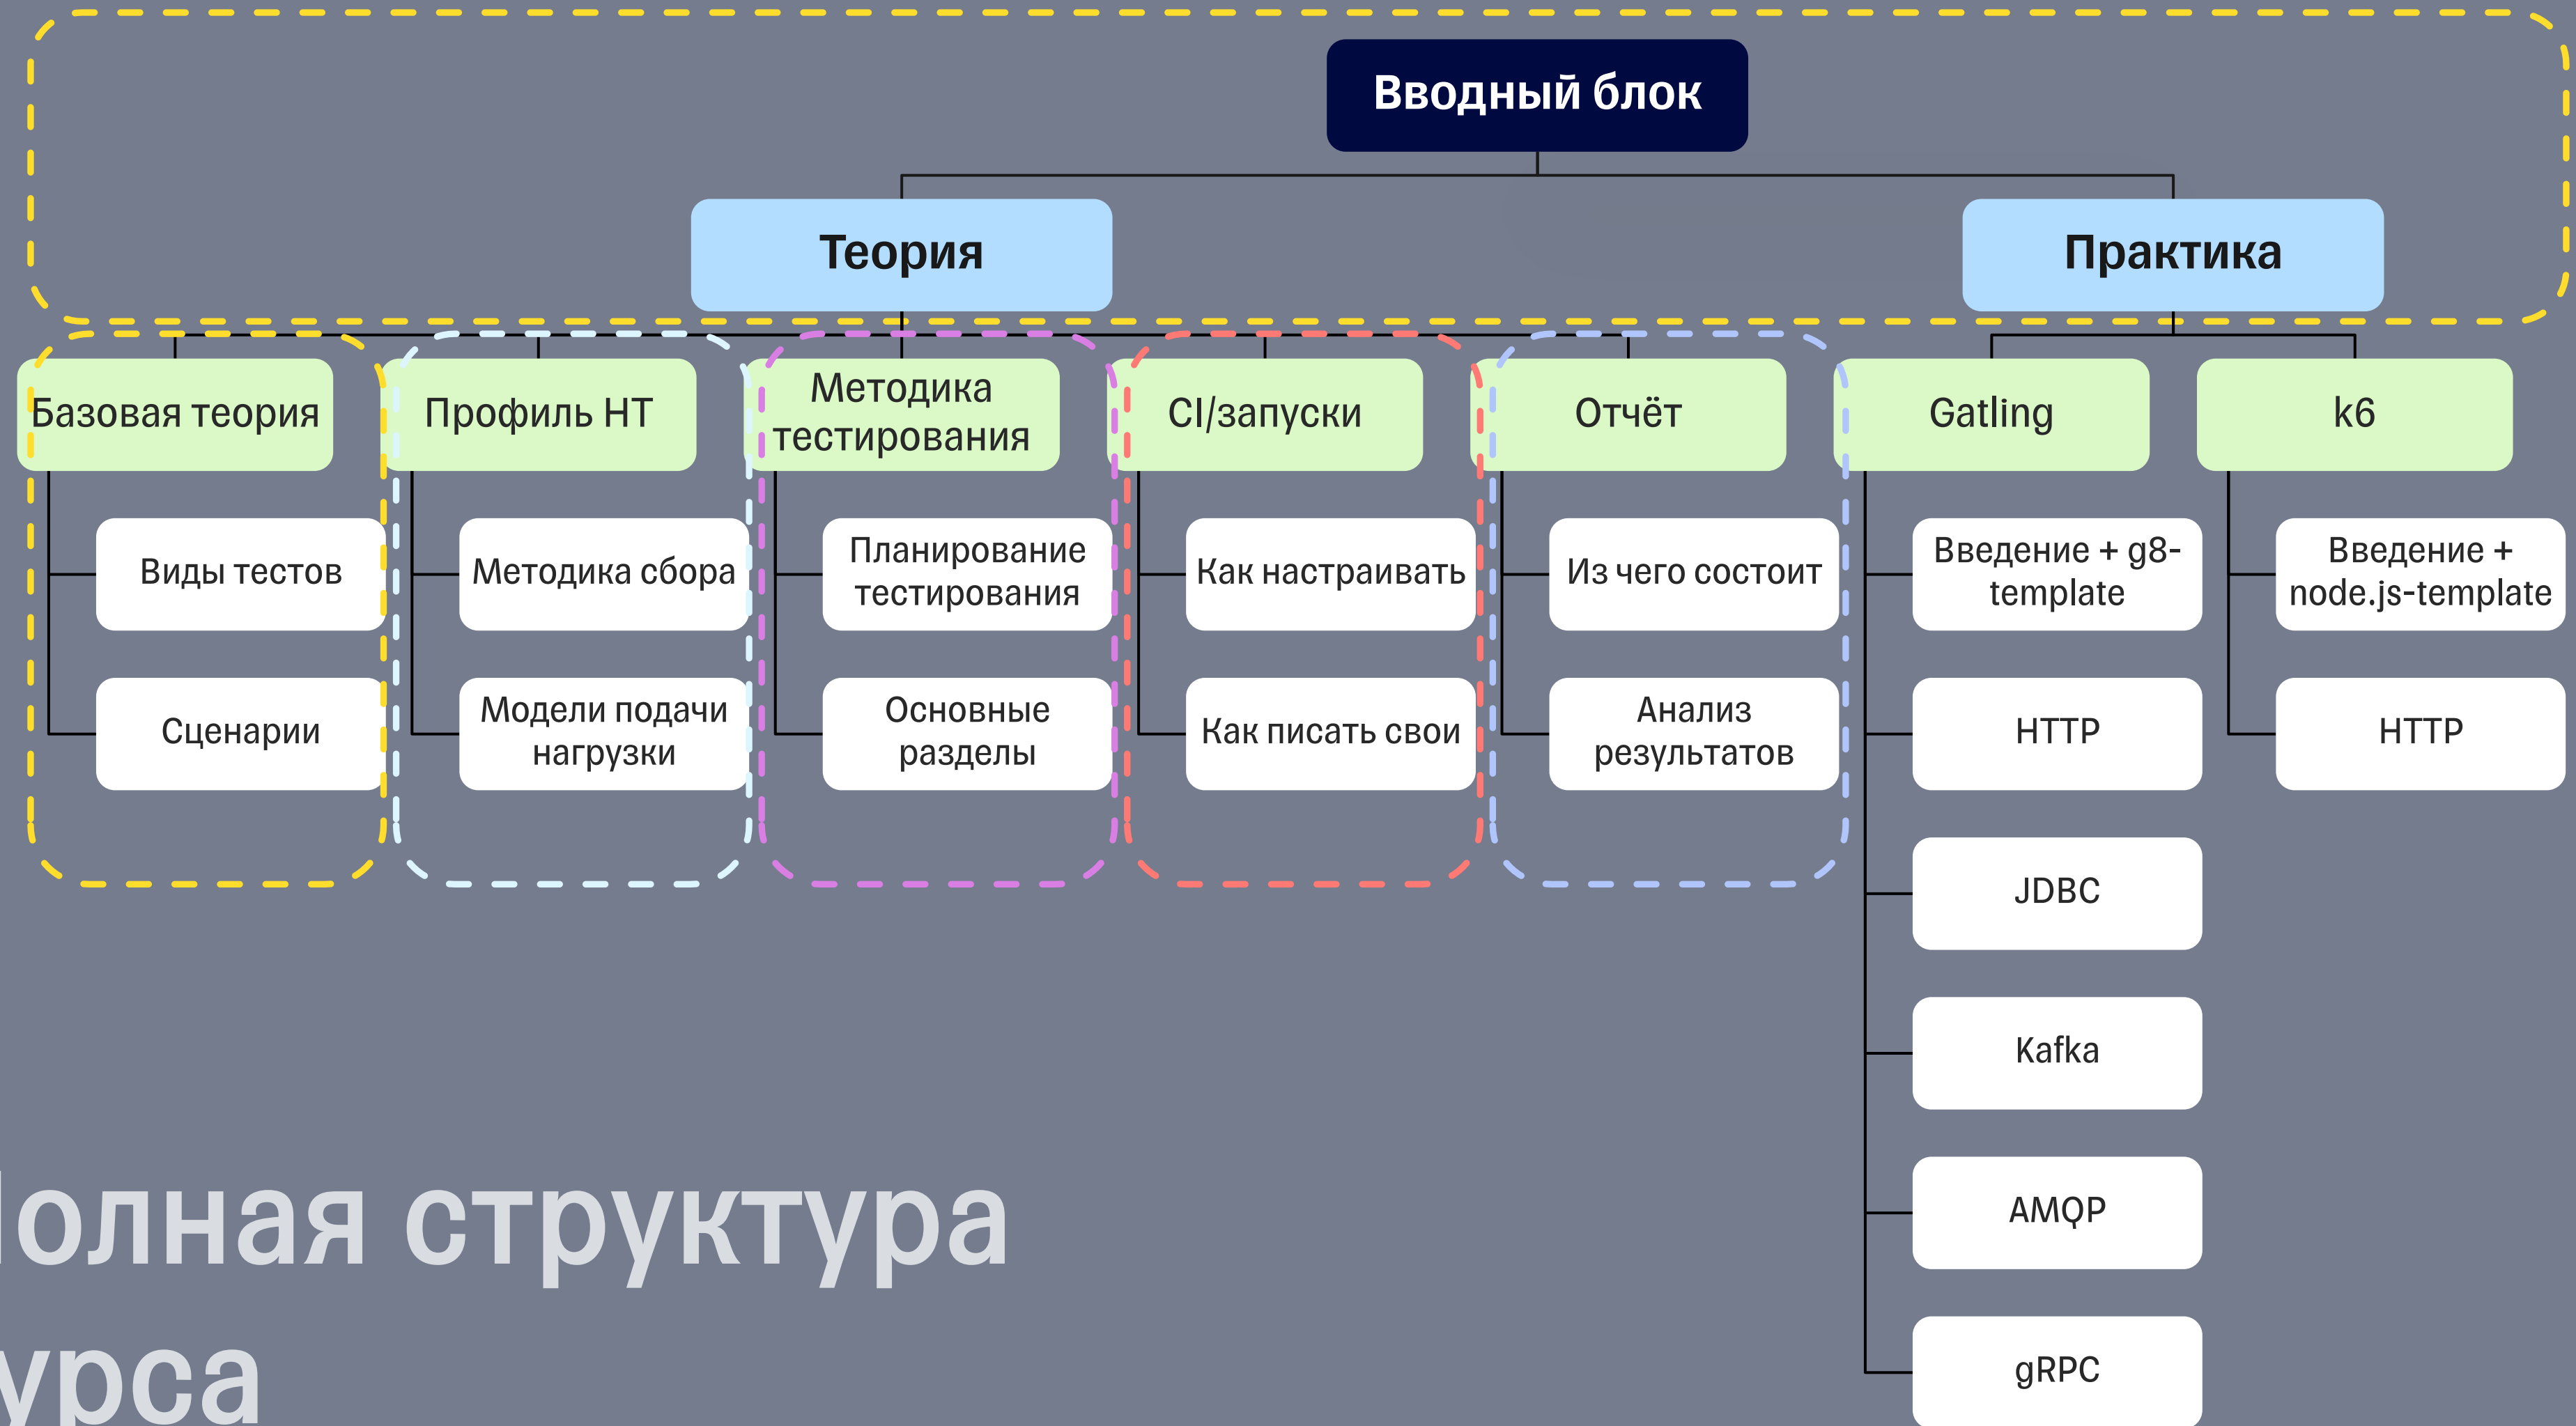 Вводный блок
Теория
Практика
Базовая теория
Профиль НТ
Методика
тестирования
CI/запуски
Отчёт
Gatling
k6
Виды тестов
Методика сбора
Планирование
тестирования
Как настраивать
Из чего состоит
Введение + g8-
template
Введение +
node.js-template
Сценарии
Модели подачи
нагрузки
Основные
разделы
Как писать свои
Анализ
результатов
HTTP
HTTP
JDBC
Kafka
AMQP
gRPC
олная структура
урса